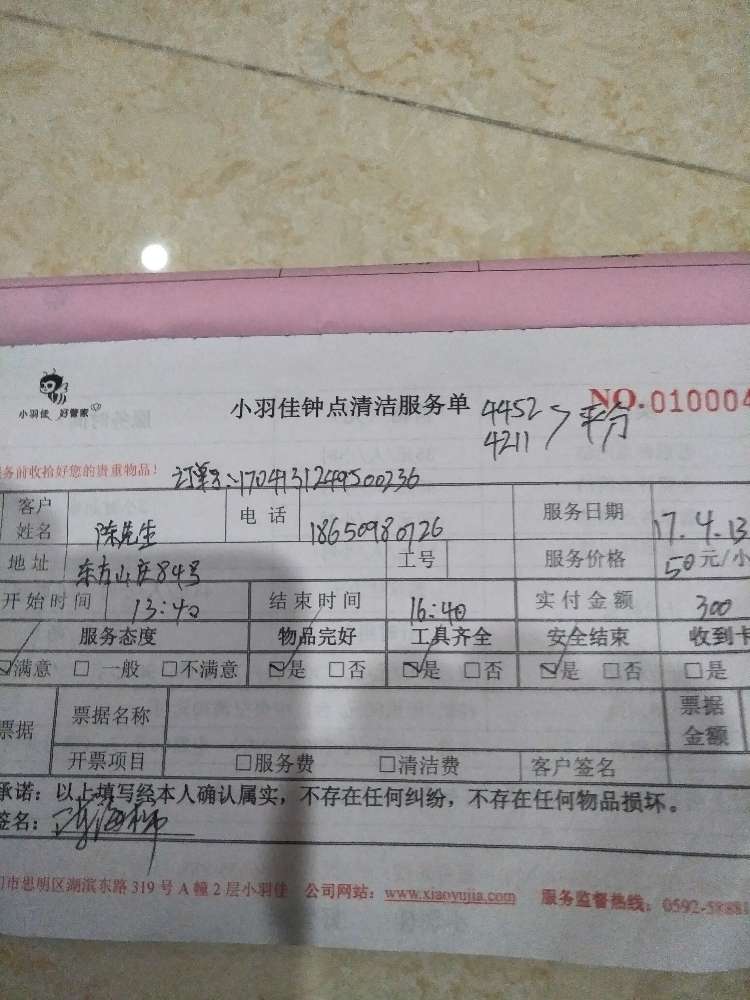 小羽佳 好管家
小羽佳钟点清洁服务单
NO.010004
4452
4211 > 平分
务前收拾好您的贵重物品！
订单号:1704131249500236
客户姓名 陈先生 电话 18650980726 服务日期 17.4.13
地址 东方山庄84号 工号 服务价格 50元/小
开始时间 13:40 结束时间 16:40 实付金额 300
服务态度 物品完好 工具齐全 安全结束 收到卡
☑满意 □一般 □不满意 ☑是 □否 ☑是 □否 ☑是 □否 □是
票据 票据名称 票据金额
开票项目 □服务费 □清洁费 客户签名
承诺：以上填写经本人确认属实，不存在任何纠纷，不存在任何物品损坏。
签名：
门市思明区湖滨东路319号A幢2层小羽佳 公司网站：www.xiaoyujia.com 服务监督热线：0592-58881